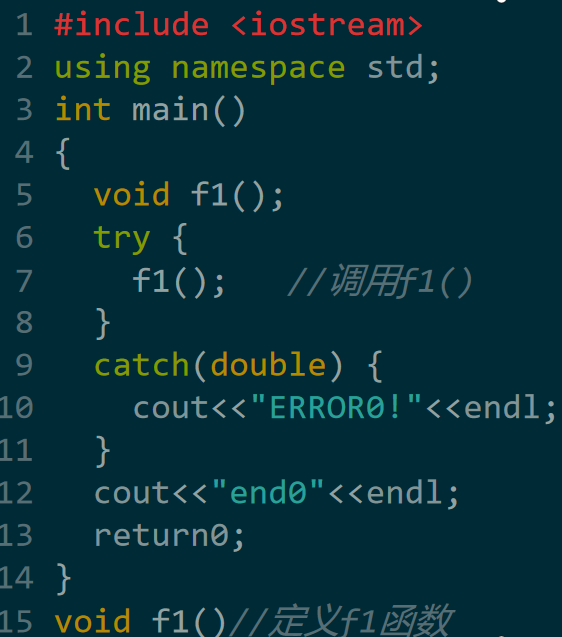 1 #include <iostream>
2 using namespace std;
3 int main()
4 {
5 void f1();
6 try {
7 f1(); //调用f1()
8 }
9 catch(double) {
10 cout<<"ERROR0!"<<endl;
11 }
12 cout<<"end0"<<endl;
13 return0;
14 }
15 void f1()//定义f1函数